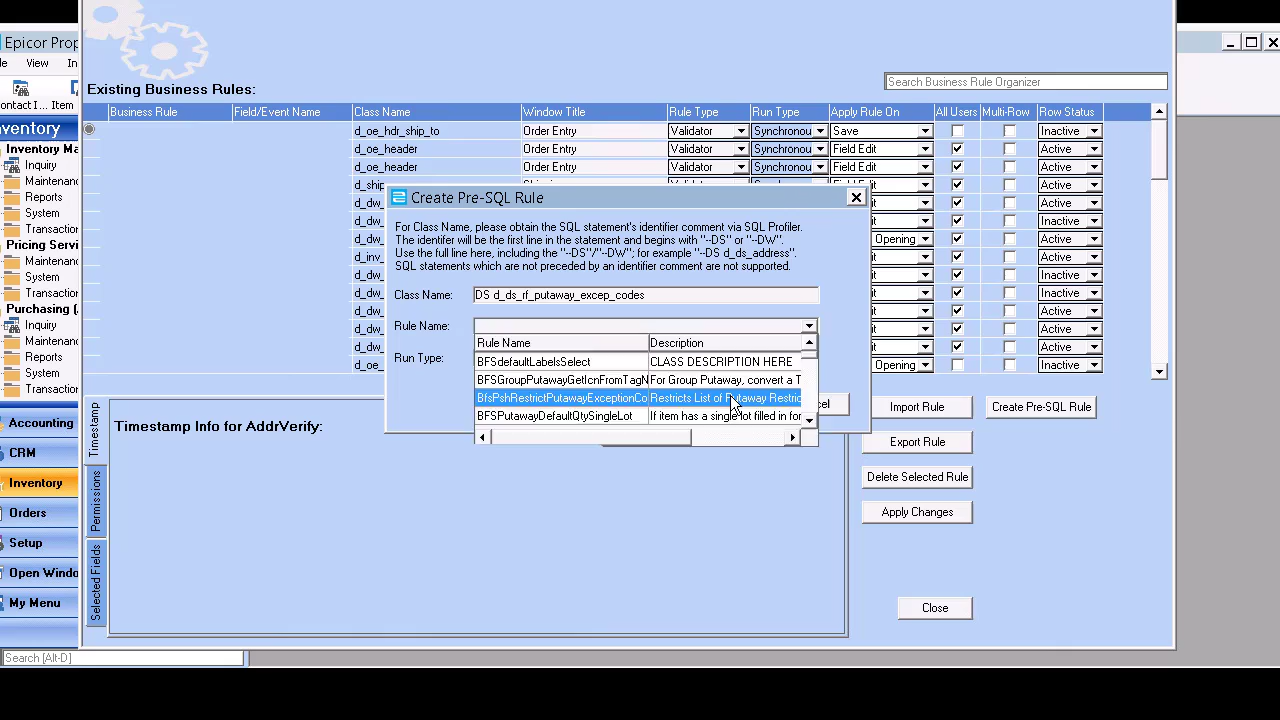 Epicor Prop
le View In
ontact I... Item
nventory
Inventory Ma
Inquiry
Maintenanc
Reports
System
Transaction
Pricing Servi
Maintenanc
System
Transaction
Purchasing (
Inquiry
Maintenanc
Reports
System
Transaction
Accounting
CRM
Inventory
Orders
Setup
Open Windo
My Menu
Search [Alt-D]
Existing Business Rules:
Search Business Rule Organizer
Business Rule Field/Event Name Class Name Window Title Rule Type Run Type Apply Rule On All Users Multi-Row Row Status
d_oe_hdr_ship_to Order Entry Validator Synchronou Save Inactive
d_oe_header Order Entry Validator Synchronou Field Edit Active
d_oe_header Order Entry Validator Synchronou Field Edit Active
d_ship Active
d_dw_ Active
d_dw_ Inactive
d_dw_ Opening Active
d_inv_ Active
d_dw_ Inactive
d_dw_ Inactive
d_dw_ Active
d_dw_ Active
d_dw_ Active
d_dw_ Opening Inactive
Create Pre-SQL Rule
For Class Name, please obtain the SQL statement's identifier comment via SQL Profiler.
The identifer will be the first line in the statement and begins with "--DS" or "--DW".
Use the full line here, including the "--DS"/"--DW"; for example "--DS d_ds_address".
SQL statements which are not preceded by an identifier comment are not supported.
Class Name: DS d_ds_rf_putaway_excep_codes
Rule Name:
Rule Name Description
Run Type:
BFSdefaultLabelsSelect CLASS DESCRIPTION HERE
BFSGroupPutawayGetIcnFromTagN For Group Putaway, convert a T
BfsPshRestrictPutawayExceptionCo Restricts List of Putaway Restric
BFSPutawayDefaultQtySingleLot If item has a single lot filled in for
cel
Timestamp
Permissions
Selected Fields
Timestamp Info for AddrVerify:
Import Rule Create Pre-SQL Rule
Export Rule
Delete Selected Rule
Apply Changes
Close